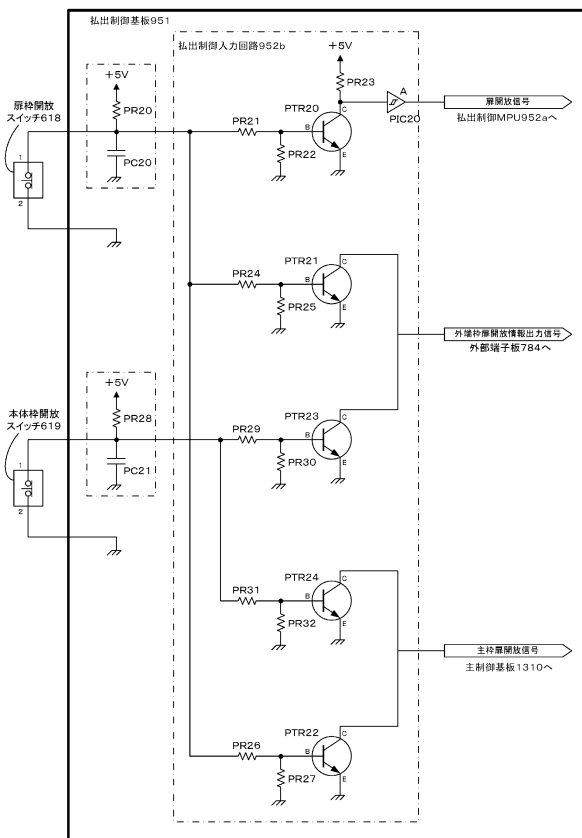 払出制御基板951
払出制御入力回路952b
+5V
PR20
PC20
扉枠開放
スイッチ618
1
2
+5V
PR23
A
PIC20
PTR20
C
B
E
PR21
PR22
扉開放信号
払出制御MPU952aへ
PTR21
C
B
E
PR24
PR25
外端枠扉開放情報出力信号
外部端子板784へ
+5V
PR28
PC21
本体枠開放
スイッチ619
1
2
PTR23
C
B
E
PR29
PR30
PTR24
C
B
E
PR31
PR32
主枠扉開放信号
主制御基板1310へ
PTR22
C
B
E
PR26
PR27